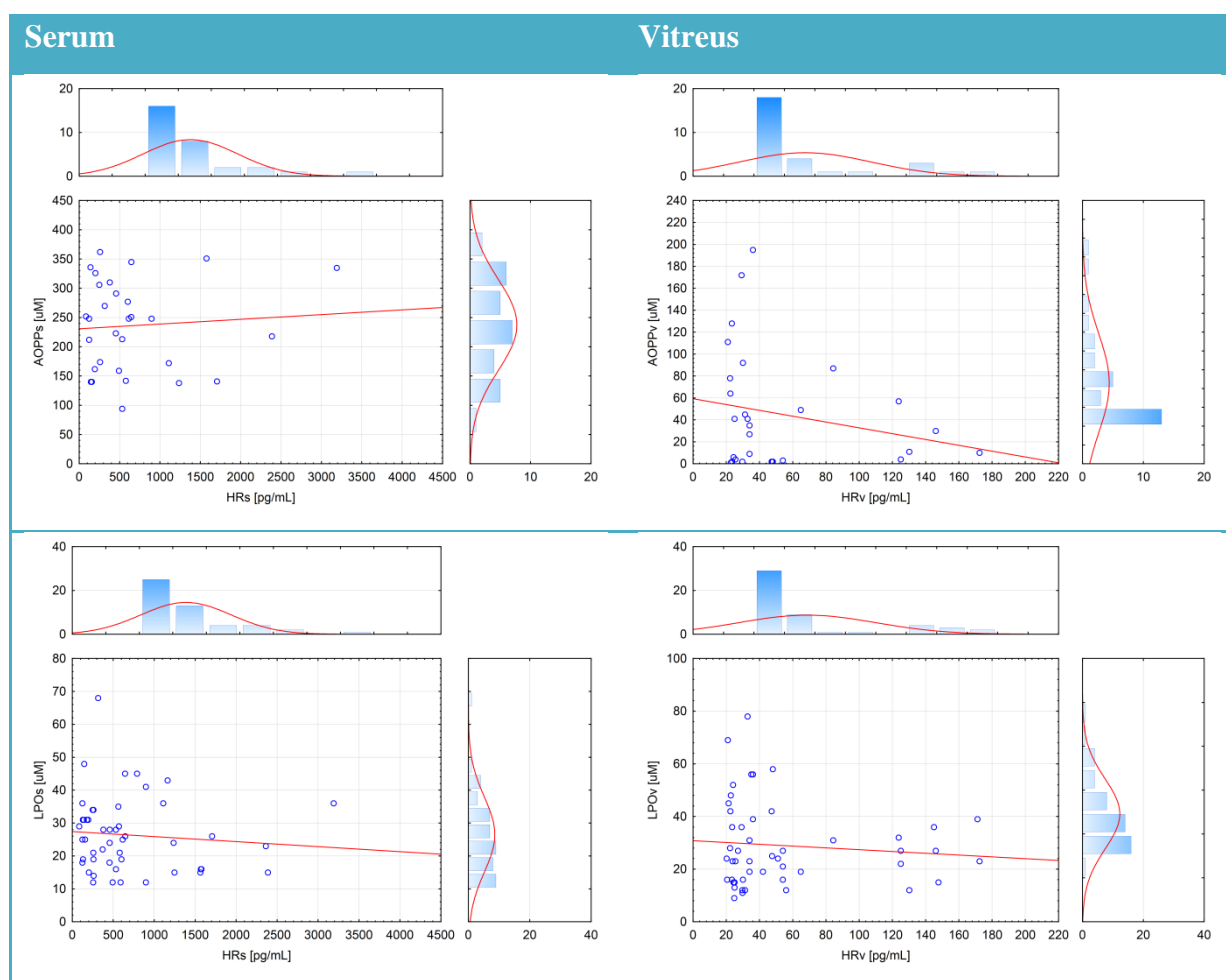 Serum Vitreus
20
10
0
450
400
350
300
250
200
150
100
50
0
AOPPs [uM]
0 500 1000 1500 2000 2500 3000 3500 4000 4500
HRs [pg/mL]
0 10 20
20
10
0
240
220
200
180
160
140
120
100
80
60
40
20
0
AOPPv [uM]
0 20 40 60 80 100 120 140 160 180 200 220
HRv [pg/mL]
0 10 20
40
20
0
80
70
60
50
40
30
20
10
0
LPOs [uM]
0 500 1000 1500 2000 2500 3000 3500 4000 4500
HRs [pg/mL]
0 20 40
40
20
0
100
80
60
40
20
0
LPOv [uM]
0 20 40 60 80 100 120 140 160 180 200 220
HRv [pg/mL]
0 20 40